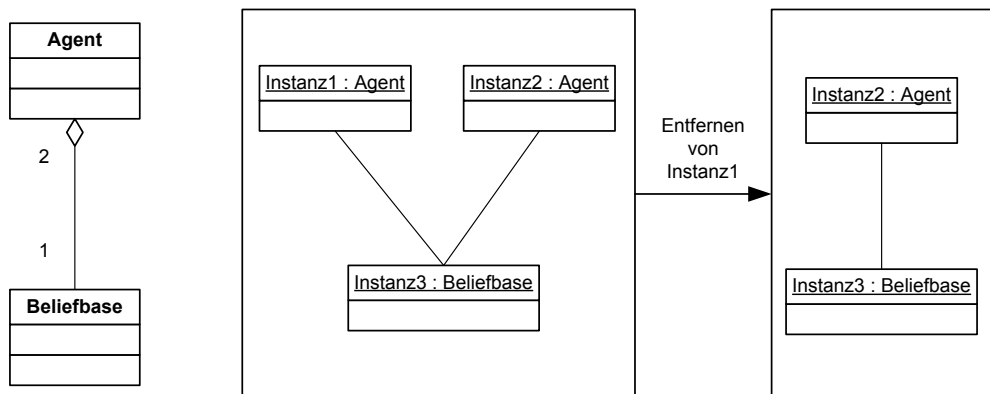 Agent
2
1
Beliefbase
Instanz1 : Agent
Instanz2 : Agent
Instanz3 : Beliefbase
Entfernen
von
Instanz1
Instanz2 : Agent
Instanz3 : Beliefbase